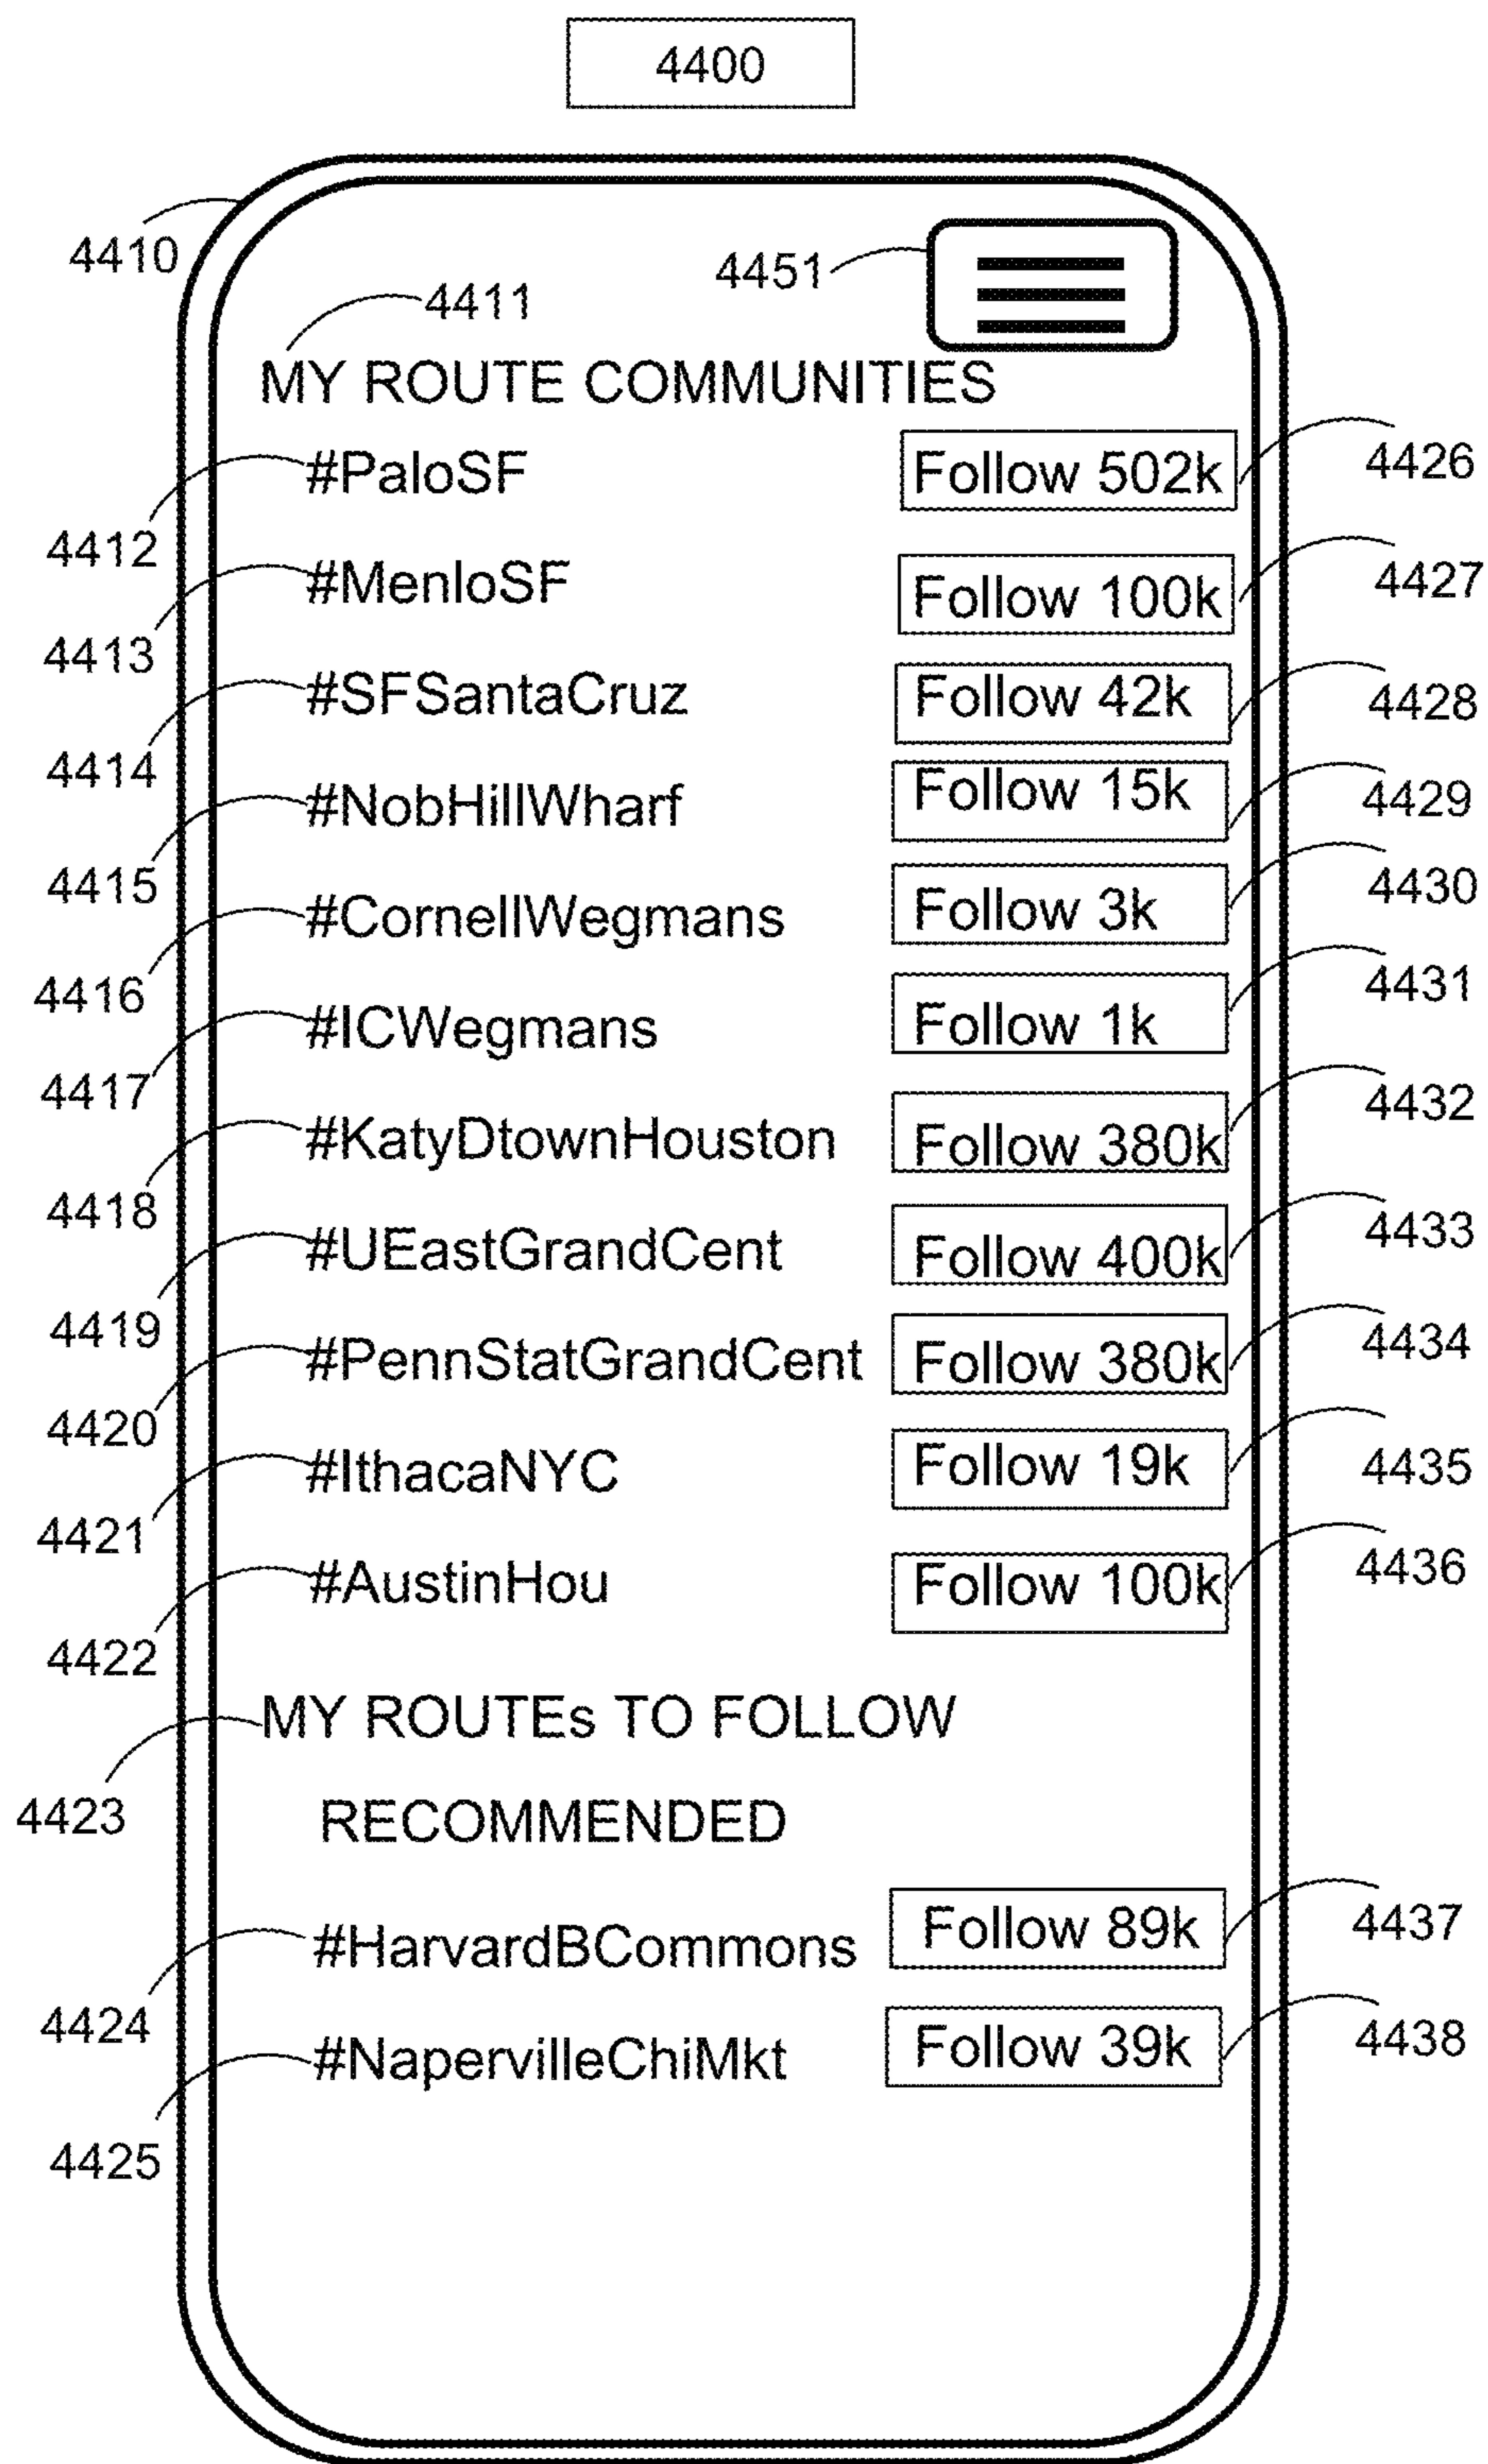 4400
4410
4451
4411
MY ROUTE COMMUNITIES
#PaloSF Follow 502k 4426
4412
#MenloSF Follow 100k 4427
4413
#SFSantaCruz Follow 42k 4428
4414
#NobHillWharf Follow 15k 4429
4415
#CornellWegmans Follow 3k 4430
4416
#ICWegmans Follow 1k 4431
4417
#KatyDtownHouston Follow 380k 4432
4418
#UEastGrandCent Follow 400k 4433
4419
#PennStatGrandCent Follow 380k 4434
4420
#IthacaNYC Follow 19k 4435
4421
#AustinHou Follow 100k 4436
4422
MY ROUTEs TO FOLLOW
4423
RECOMMENDED
#HarvardBCommons Follow 89k 4437
4424
#NapervilleChiMkt Follow 39k 4438
4425